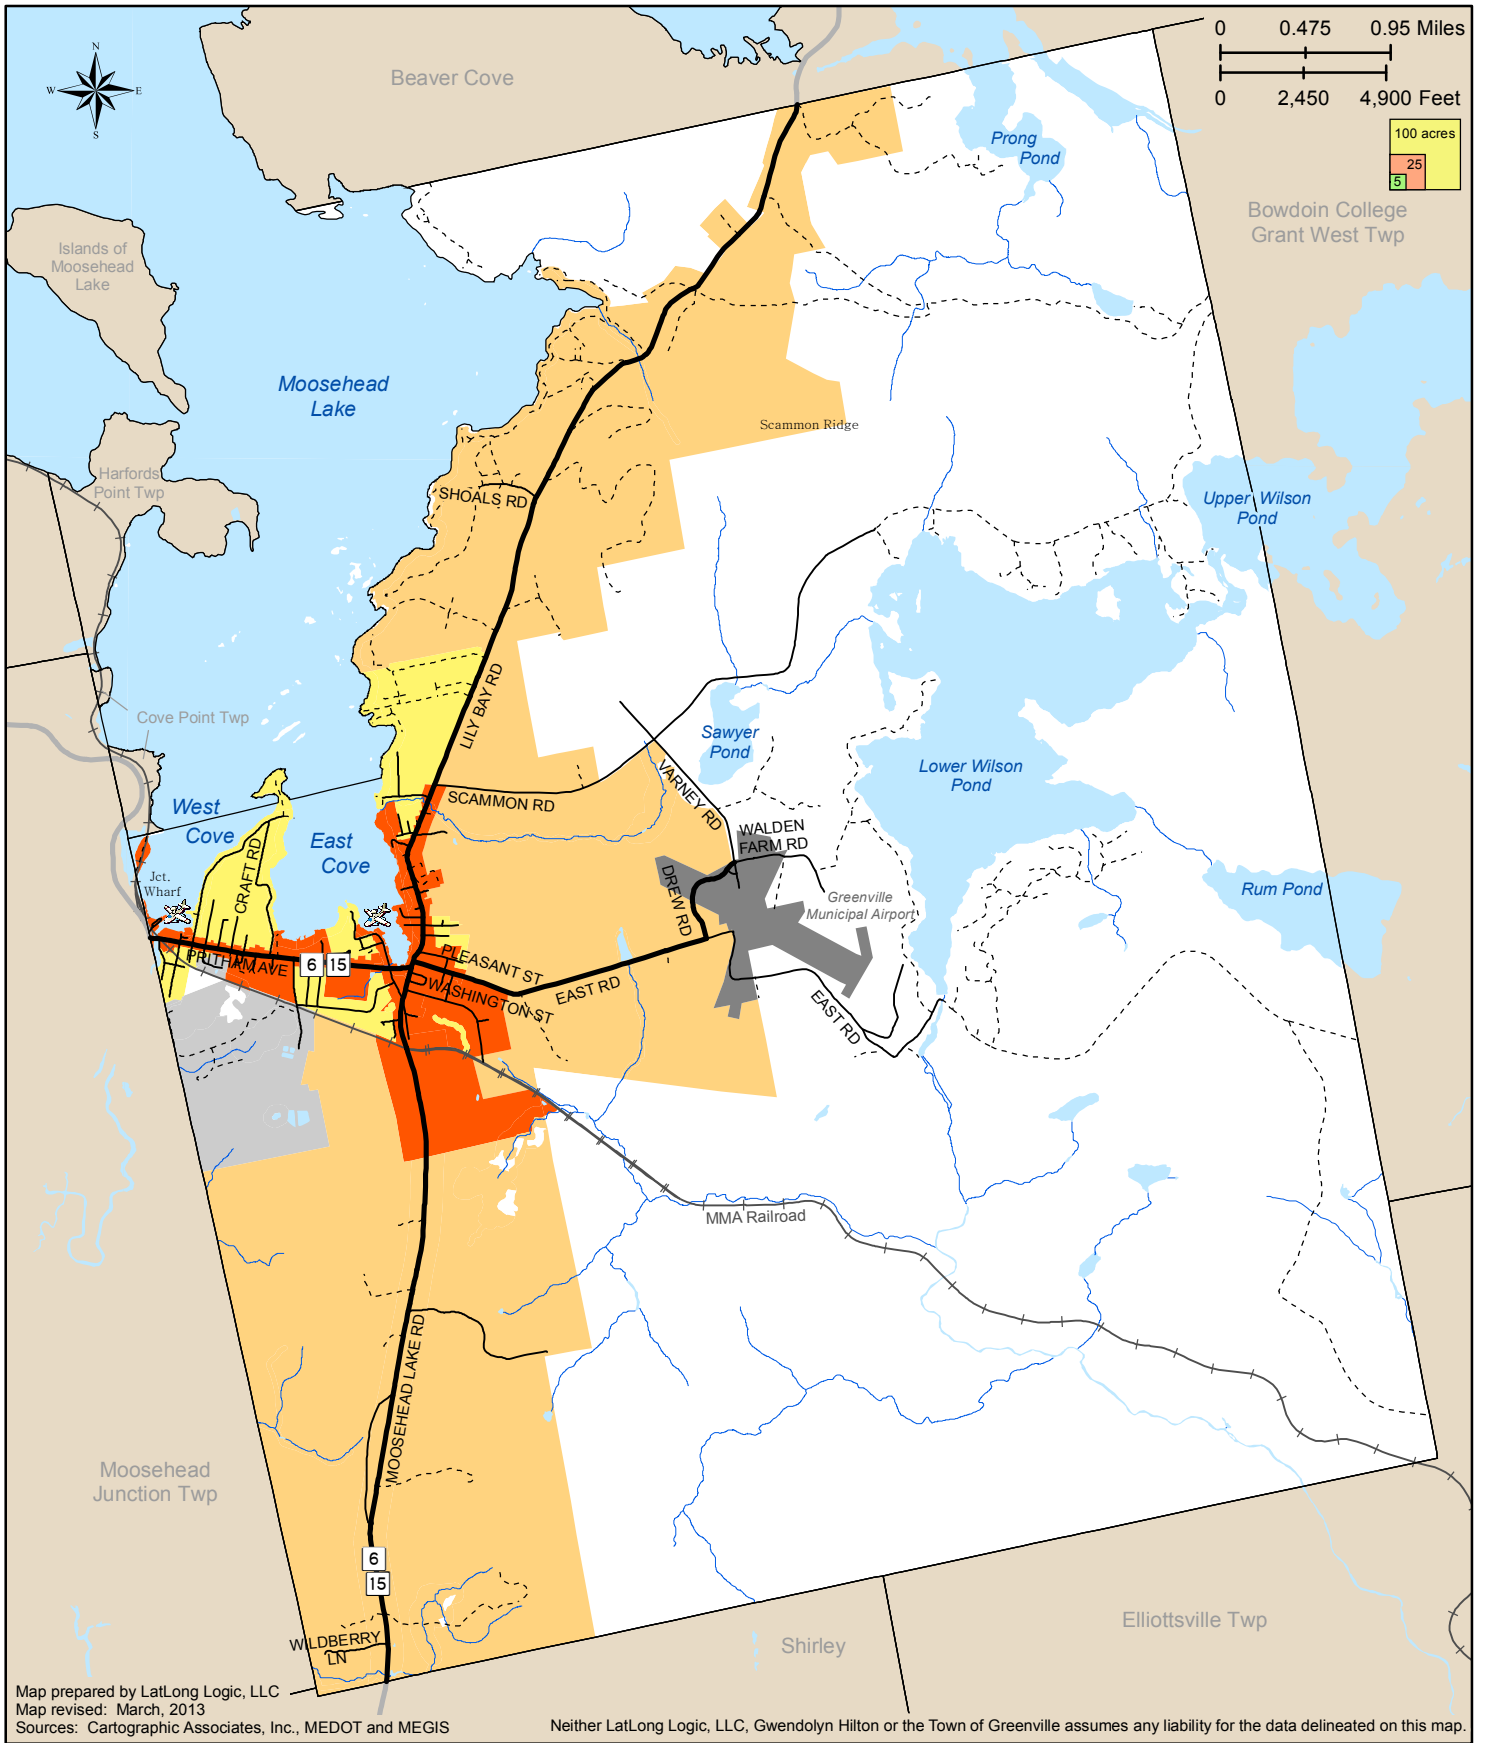 N
W
E
S
0 0.475 0.95 Miles
0 2,450 4,900 Feet
100 acres
25
5
Beaver Cove
Prong
Pond
Bowdoin College
Grant West Twp
Islands of
Moosehead
Lake
Moosehead
Lake
Scammon Ridge
Harfords
Point Twp
SHOALS RD
Upper Wilson
Pond
LILY BAY RD
Cove Point Twp
Sawyer
Pond
Lower Wilson
Pond
VARNEY RD
SCAMMON RD
West
Cove
East
Cove
WALDEN
FARM RD
CRAFT RD
Jct.
Wharf
DREW RD
Greenville
Municipal Airport
Rum Pond
PRITHAM AVE
6
15
PLEASANT ST
WASHINGTON ST
EAST RD
EAST RD
MMA Railroad
MOOSEHEAD LAKE RD
Moosehead
Junction Twp
6
15
WILDBERRY
LN
Shirley
Elliottsville Twp
Map prepared by LatLong Logic, LLC
Map revised: March, 2013
Sources: Cartographic Associates, Inc., MEDOT and MEGIS
Neither LatLong Logic, LLC, Gwendolyn Hilton or the Town of Greenville assumes any liability for the data delineated on this map.